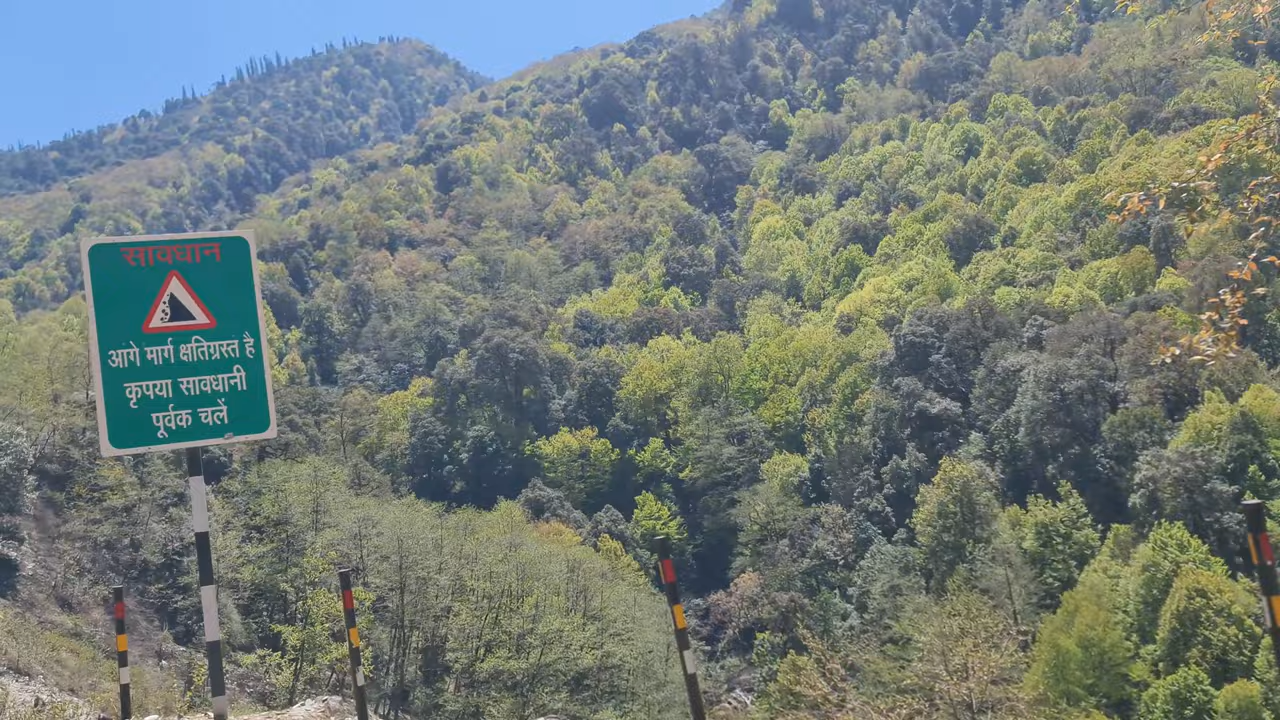 सावधान
आगे मार्ग क्षतिग्रस्त है
कृपया सावधानी
पूर्वक चलें